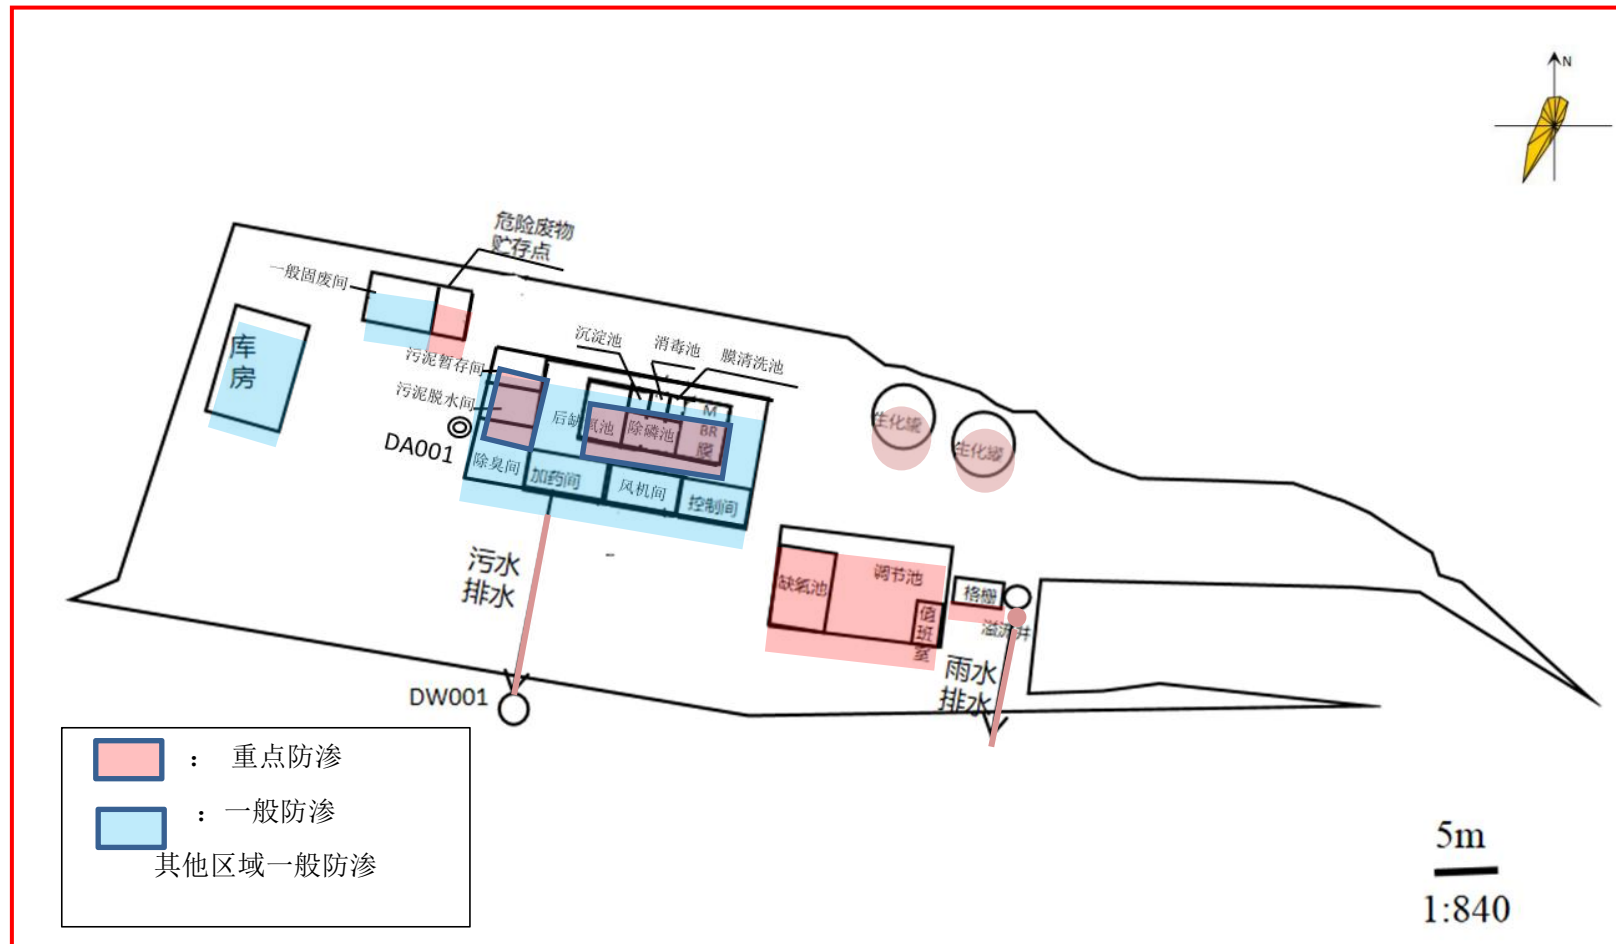 N
危险废物
贮存点
一般固废间
库
房
沉淀池
消毒池
膜清洗池
污泥暂存间
污泥脱水间
DA001
后缺氧池
除磷池
M
BR
膜
除臭间
加药间
风机间
控制间
生化罐
生化罐
污水
排水
缺氧池
调节池
值
班
室
格栅
溢流井
雨水
排水
DW001
： 重点防渗
：一般防渗
其他区域一般防渗
5m
1:840